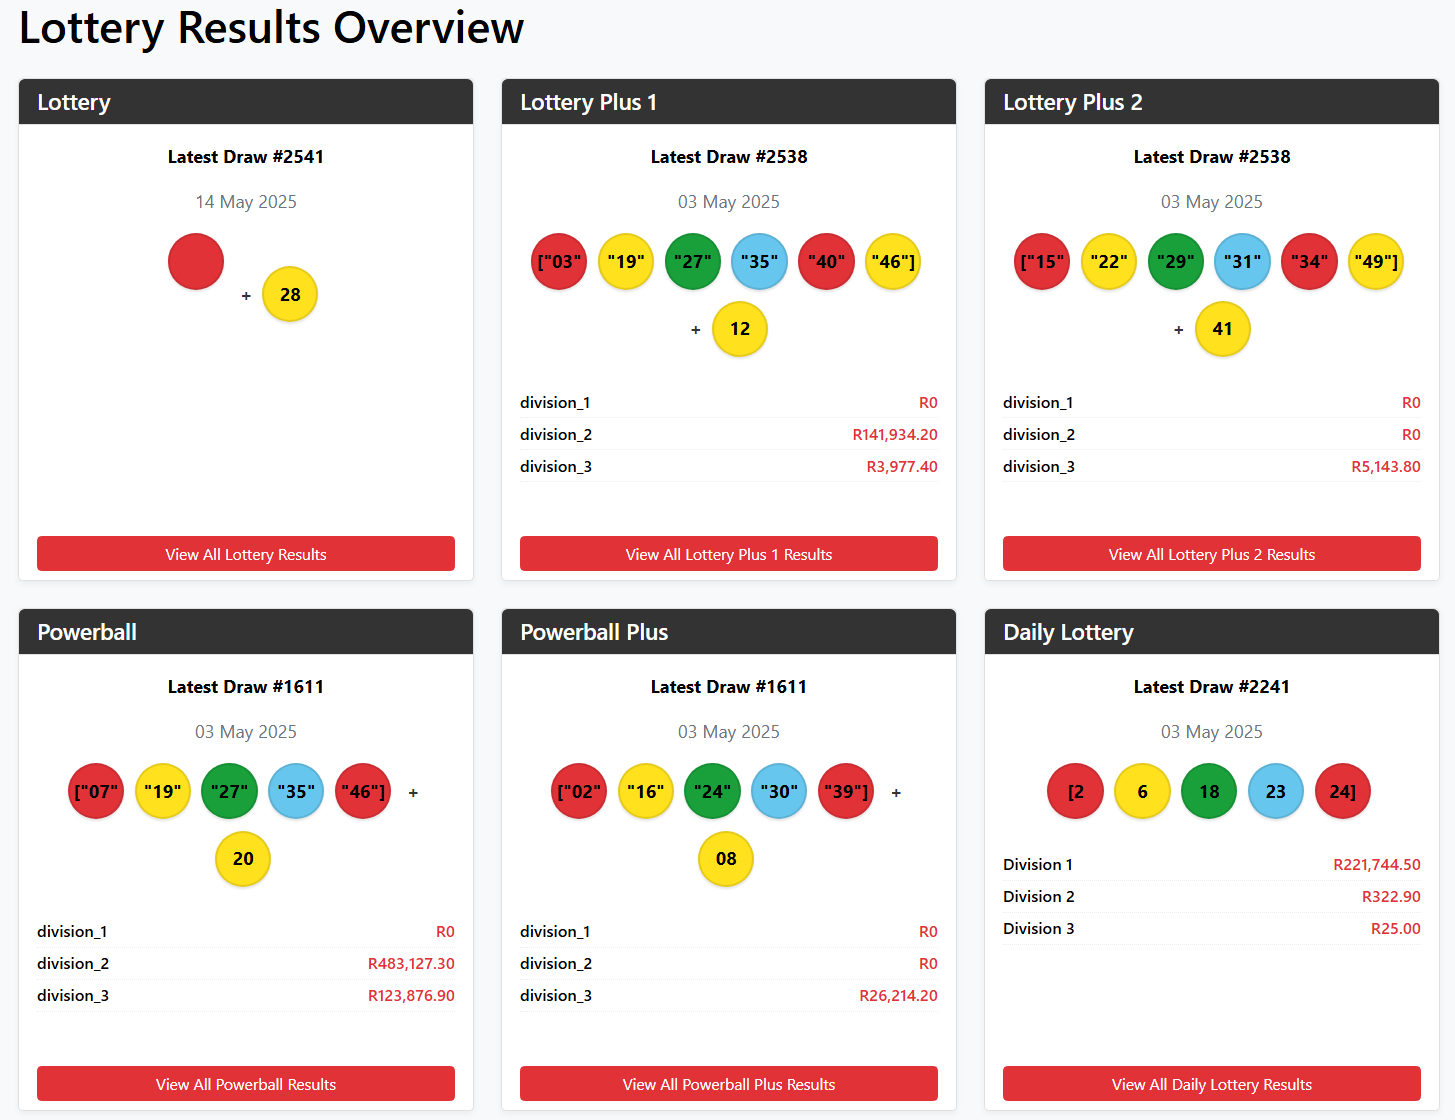 Lottery Results Overview
Lottery
Latest Draw #2541
14 May 2025
+ 28
View All Lottery Results
Lottery Plus 1
Latest Draw #2538
03 May 2025
["03" "19" "27" "35" "40" "46"]
+ 12
division_1 R0
division_2 R141,934.20
division_3 R3,977.40
View All Lottery Plus 1 Results
Lottery Plus 2
Latest Draw #2538
03 May 2025
["15" "22" "29" "31" "34" "49"]
+ 41
division_1 R0
division_2 R0
division_3 R5,143.80
View All Lottery Plus 2 Results
Powerball
Latest Draw #1611
03 May 2025
["07" "19" "27" "35" "46"] +
20
division_1 R0
division_2 R483,127.30
division_3 R123,876.90
View All Powerball Results
Powerball Plus
Latest Draw #1611
03 May 2025
["02" "16" "24" "30" "39"] +
08
division_1 R0
division_2 R0
division_3 R26,214.20
View All Powerball Plus Results
Daily Lottery
Latest Draw #2241
03 May 2025
[2 6 18 23 24]
Division 1 R221,744.50
Division 2 R322.90
Division 3 R25.00
View All Daily Lottery Results